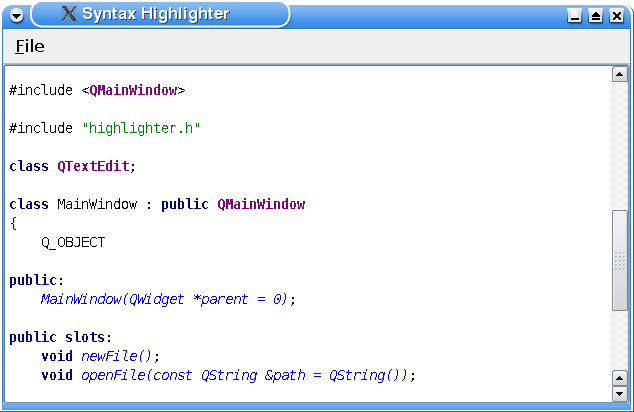 Syntax Highlighter
File
#include <QMainWindow>
#include "highlighter.h"
class QTextEdit;
class MainWindow : public QMainWindow
{
Q_OBJECT
public:
MainWindow(QWidget *parent = 0);
public slots:
void newFile();
void openFile(const QString &path = QString());